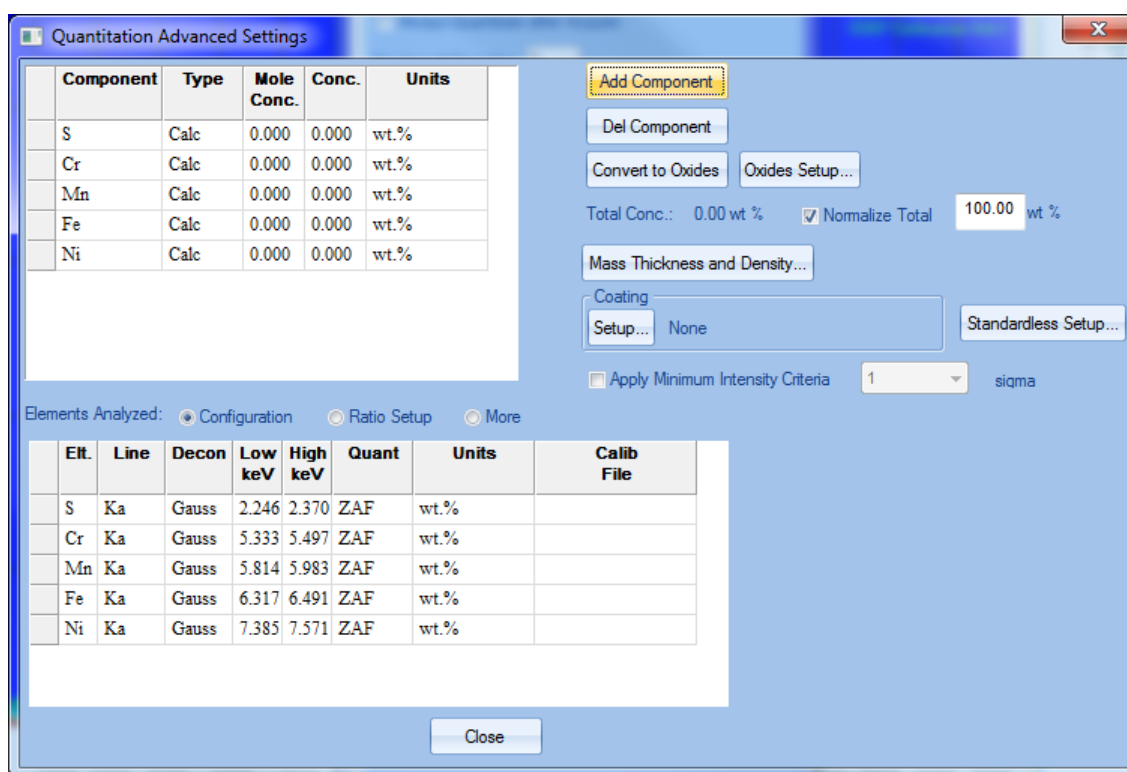 Quantitation Advanced Settings
Component Type Mole Conc. Conc. Units
S Calc 0.000 0.000 wt.%
Cr Calc 0.000 0.000 wt.%
Mn Calc 0.000 0.000 wt.%
Fe Calc 0.000 0.000 wt.%
Ni Calc 0.000 0.000 wt.%
Add Component
Del Component
Convert to Oxides Oxides Setup...
Total Conc.: 0.00 wt % Normalize Total 100.00 wt %
Mass Thickness and Density...
Coating
Setup... None
Standardless Setup...
Apply Minimum Intensity Criteria 1 sigma
Elements Analyzed: Configuration Ratio Setup More
Elt. Line Decon Low keV High keV Quant Units Calib File
S Ka Gauss 2.246 2.370 ZAF wt.%
Cr Ka Gauss 5.333 5.497 ZAF wt.%
Mn Ka Gauss 5.814 5.983 ZAF wt.%
Fe Ka Gauss 6.317 6.491 ZAF wt.%
Ni Ka Gauss 7.385 7.571 ZAF wt.%
Close